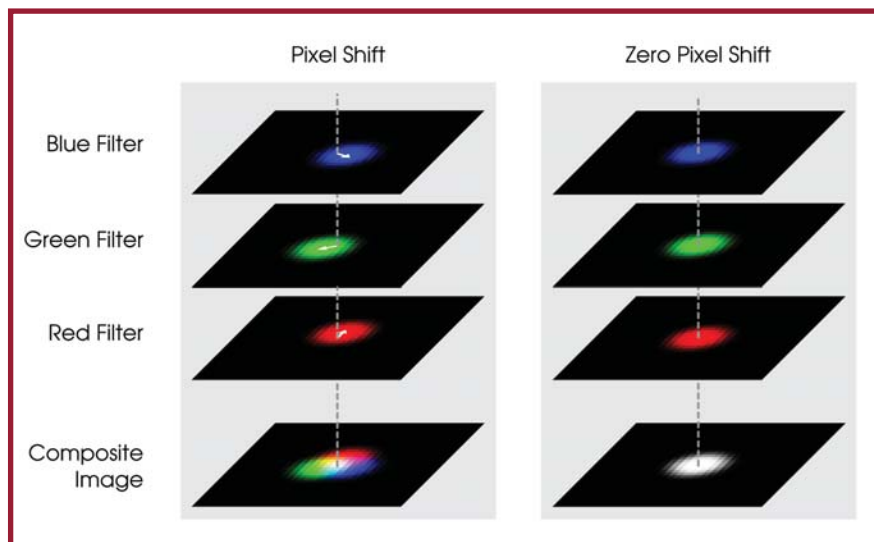 Pixel Shift
Zero Pixel Shift
Blue Filter
Green Filter
Red Filter
Composite
Image